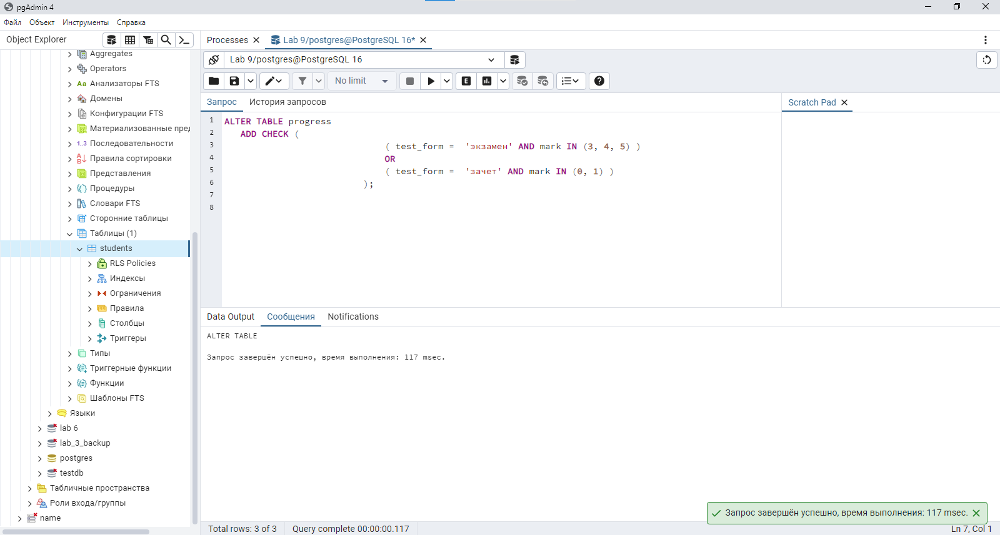 pgAdmin 4
Файл Объект Инструменты Справка
Object Explorer
Aggregates
Operators
Aa Анализаторы FTS
Домены
Конфигурации FTS
Материализованные пред
1..3 Последовательности
Правила сортировки
Представления
Процедуры
Словари FTS
Сторонние таблицы
Таблицы (1)
students
RLS Policies
Индексы
Ограничения
Правила
Столбцы
Триггеры
Типы
Триггерные функции
Функции
Шаблоны FTS
Языки
lab 6
lab_3_backup
postgres
testdb
Табличные пространства
Роли входа/группы
name
Processes Lab 9/postgres@PostgreSQL 16*
Lab 9/postgres@PostgreSQL 16
No limit
Запрос История запросов
Scratch Pad
1 ALTER TABLE progress
2 ADD CHECK (
3 ( test_form = 'экзамен' AND mark IN (3, 4, 5) )
4 OR
5 ( test_form = 'зачет' AND mark IN (0, 1) )
6 );
7
8
Data Output Сообщения Notifications
ALTER TABLE
Запрос завершён успешно, время выполнения: 117 msec.
Запрос завершён успешно, время выполнения: 117 msec.
Total rows: 3 of 3 Query complete 00:00:00.117 Ln 7, Col 1